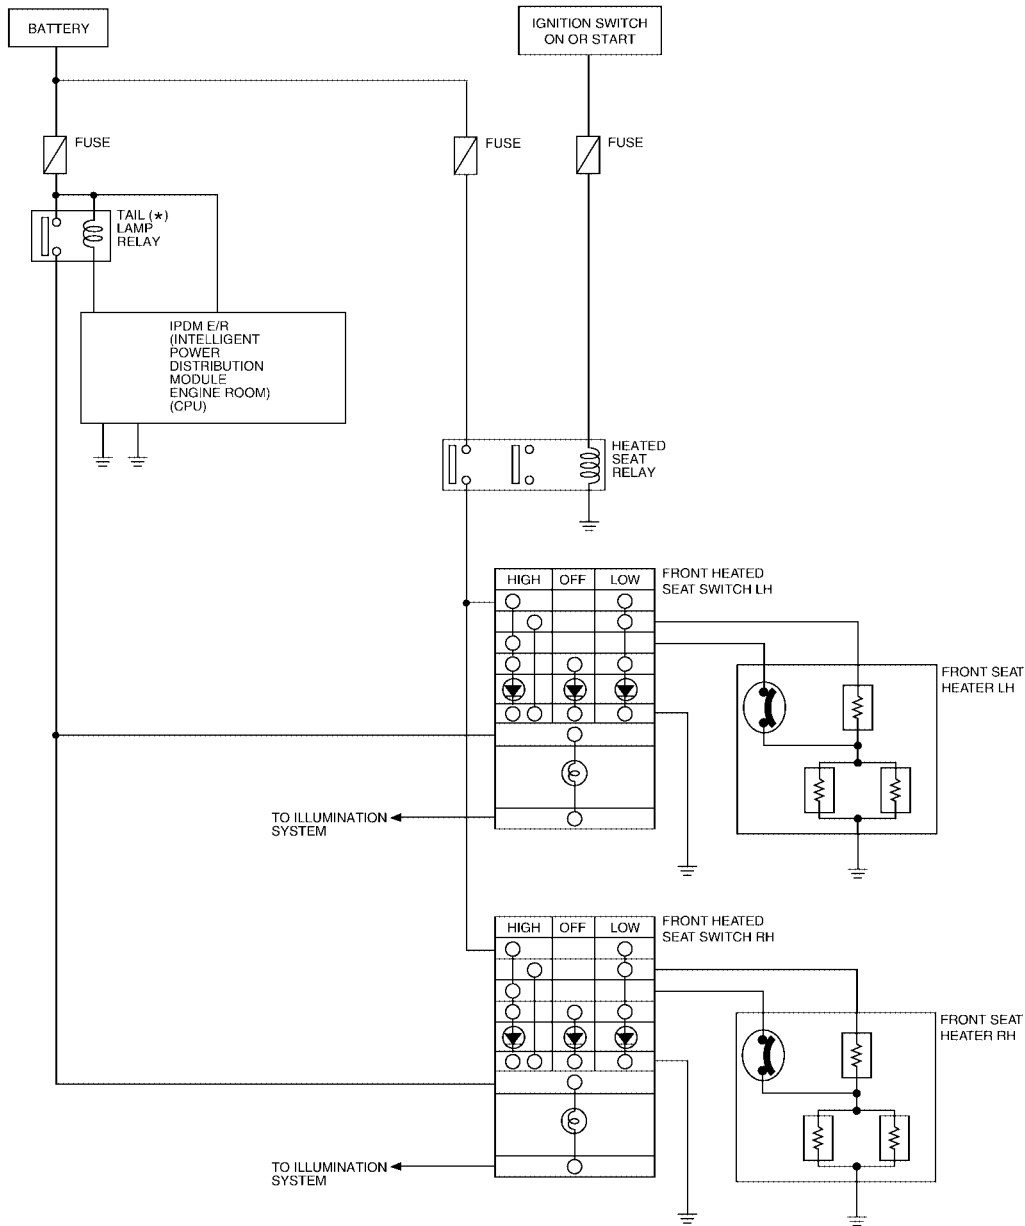 BATTERY
IGNITION SWITCH
ON OR START
FUSE
FUSE
FUSE
TAIL (*)
LAMP
RELAY
IPDM E/R
(INTELLIGENT
POWER
DISTRIBUTION
MODULE
ENGINE ROOM)
(CPU)
HEATED
SEAT
RELAY
HIGH OFF LOW
FRONT HEATED
SEAT SWITCH LH
FRONT SEAT
HEATER LH
TO ILLUMINATION
SYSTEM
HIGH OFF LOW
FRONT HEATED
SEAT SWITCH RH
FRONT SEAT
HEATER RH
TO ILLUMINATION
SYSTEM